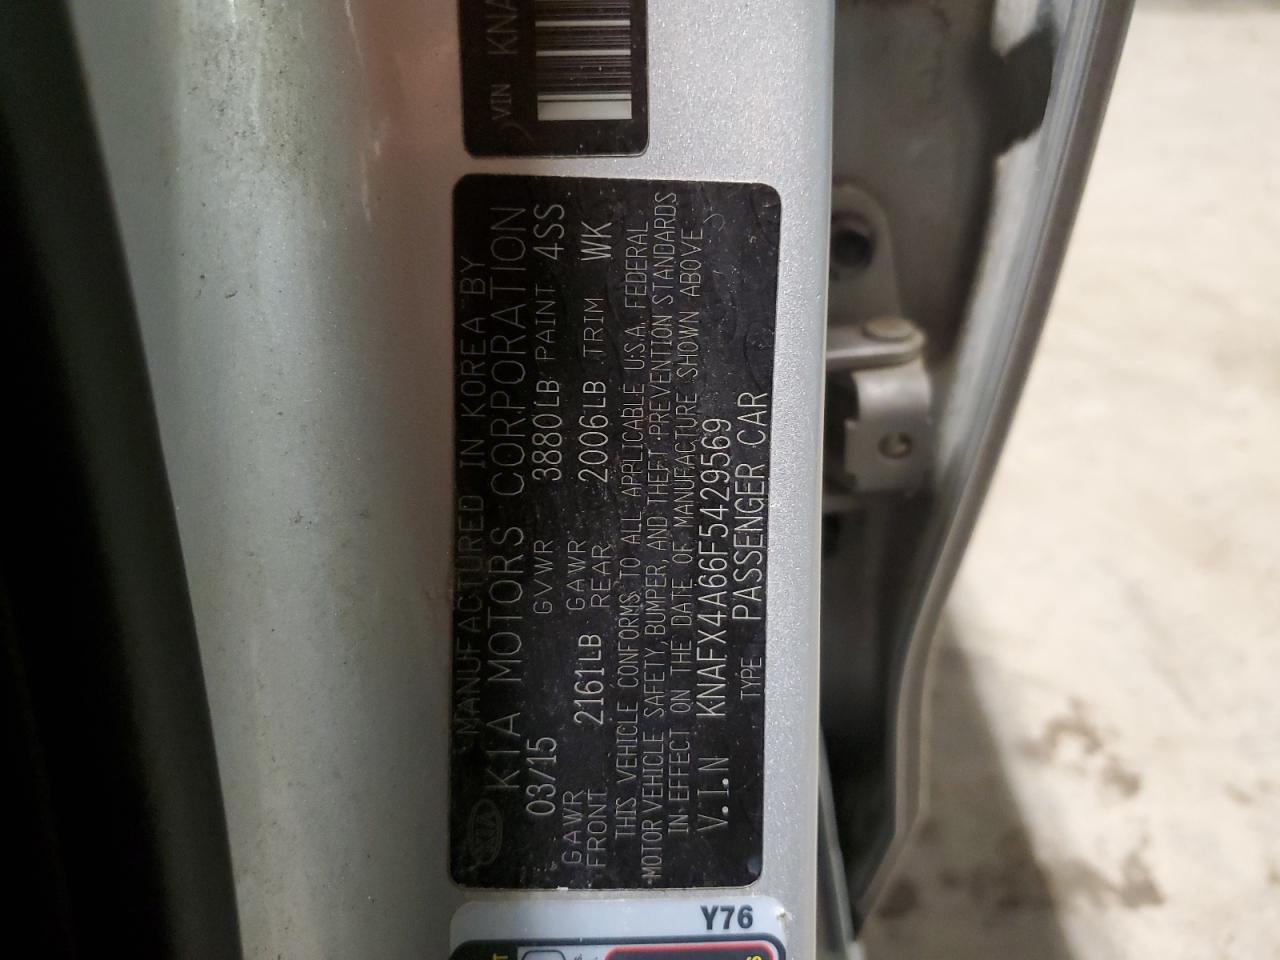 VIN KNA
MANUFACTURED IN KOREA BY
KIA KIA MOTORS CORPORATION
03/15 GVWR 3880LB PAINT 4SS
GAWR FRONT 2161LB GAWR REAR 2006LB TRIM WK
THIS VEHICLE CONFORMS TO ALL APPLICABLE U.S.A. FEDERAL
MOTOR VEHICLE SAFETY, BUMPER, AND THEFT PREVENTION STANDARDS
IN EFFECT ON THE DATE OF MANUFACTURE SHOWN ABOVE
V.I.N KNAFX4A66F5429569
TYPE PASSENGER CAR
Y76